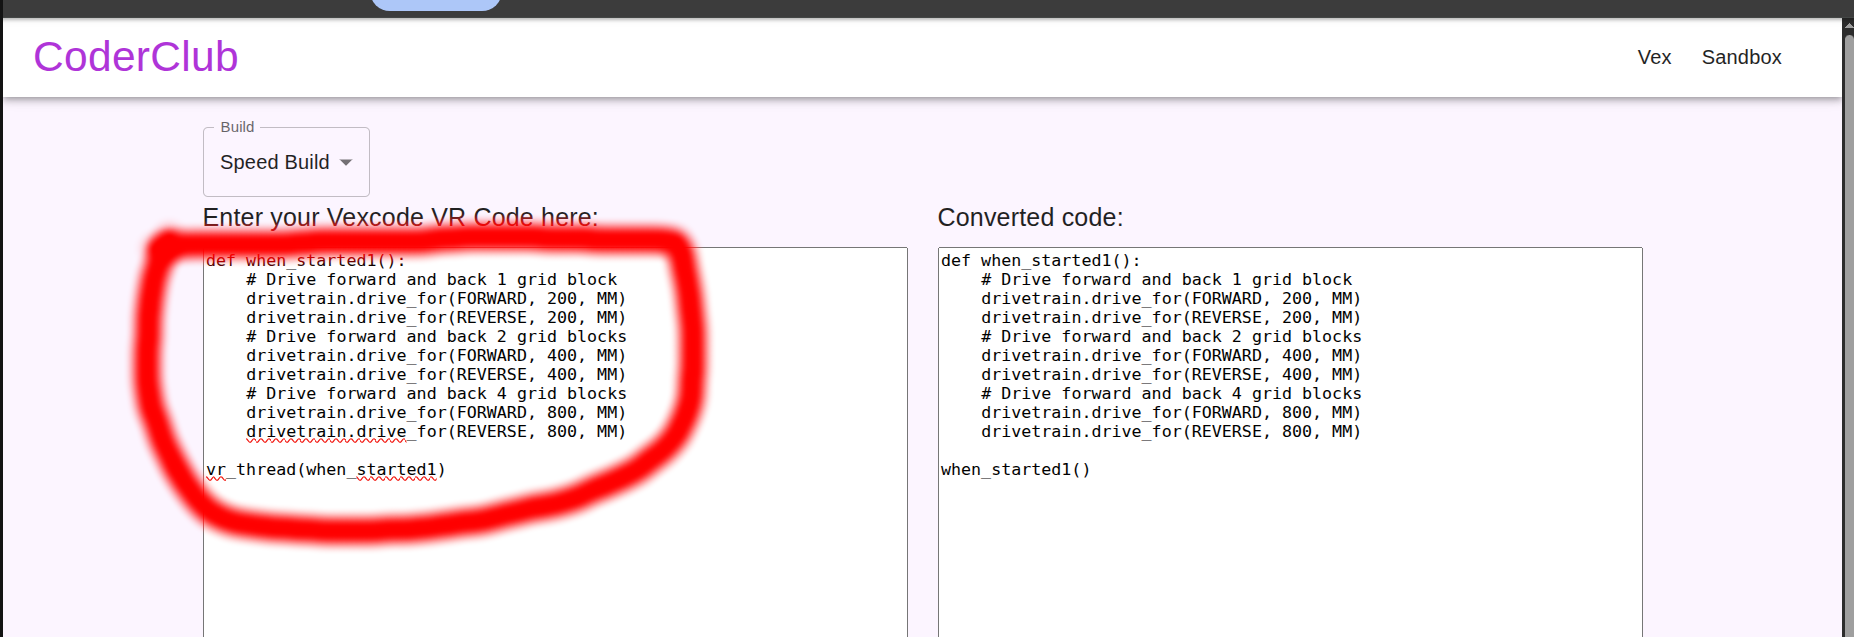 CoderClub
Vex Sandbox
Build
Speed Build
Enter your Vexcode VR Code here:
def when_started1():
    # Drive forward and back 1 grid block
    drivetrain.drive_for(FORWARD, 200, MM)
    drivetrain.drive_for(REVERSE, 200, MM)
    # Drive forward and back 2 grid blocks
    drivetrain.drive_for(FORWARD, 400, MM)
    drivetrain.drive_for(REVERSE, 400, MM)
    # Drive forward and back 4 grid blocks
    drivetrain.drive_for(FORWARD, 800, MM)
    drivetrain.drive_for(REVERSE, 800, MM)
vr_thread(when_started1)
Converted code:
def when_started1():
    # Drive forward and back 1 grid block
    drivetrain.drive_for(FORWARD, 200, MM)
    drivetrain.drive_for(REVERSE, 200, MM)
    # Drive forward and back 2 grid blocks
    drivetrain.drive_for(FORWARD, 400, MM)
    drivetrain.drive_for(REVERSE, 400, MM)
    # Drive forward and back 4 grid blocks
    drivetrain.drive_for(FORWARD, 800, MM)
    drivetrain.drive_for(REVERSE, 800, MM)
when_started1()